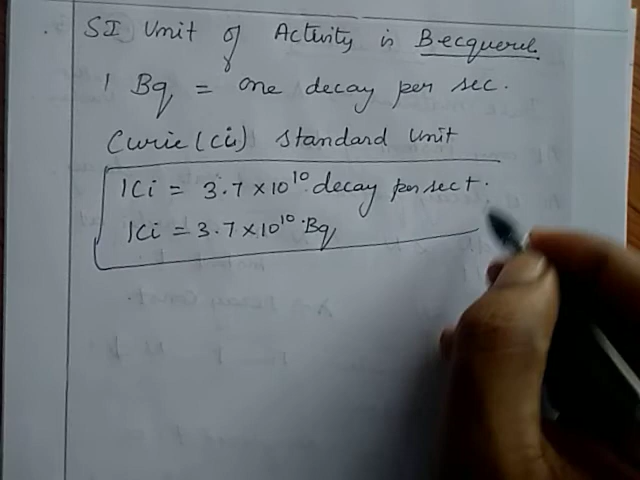 SI Unit of Activity is Becquerel.
1 Bq = one decay per sec.
Curie (Ci) standard Unit
1Ci = 3.7 × 10¹⁰ decay per sect.
1Ci = 3.7 × 10¹⁰ Bq